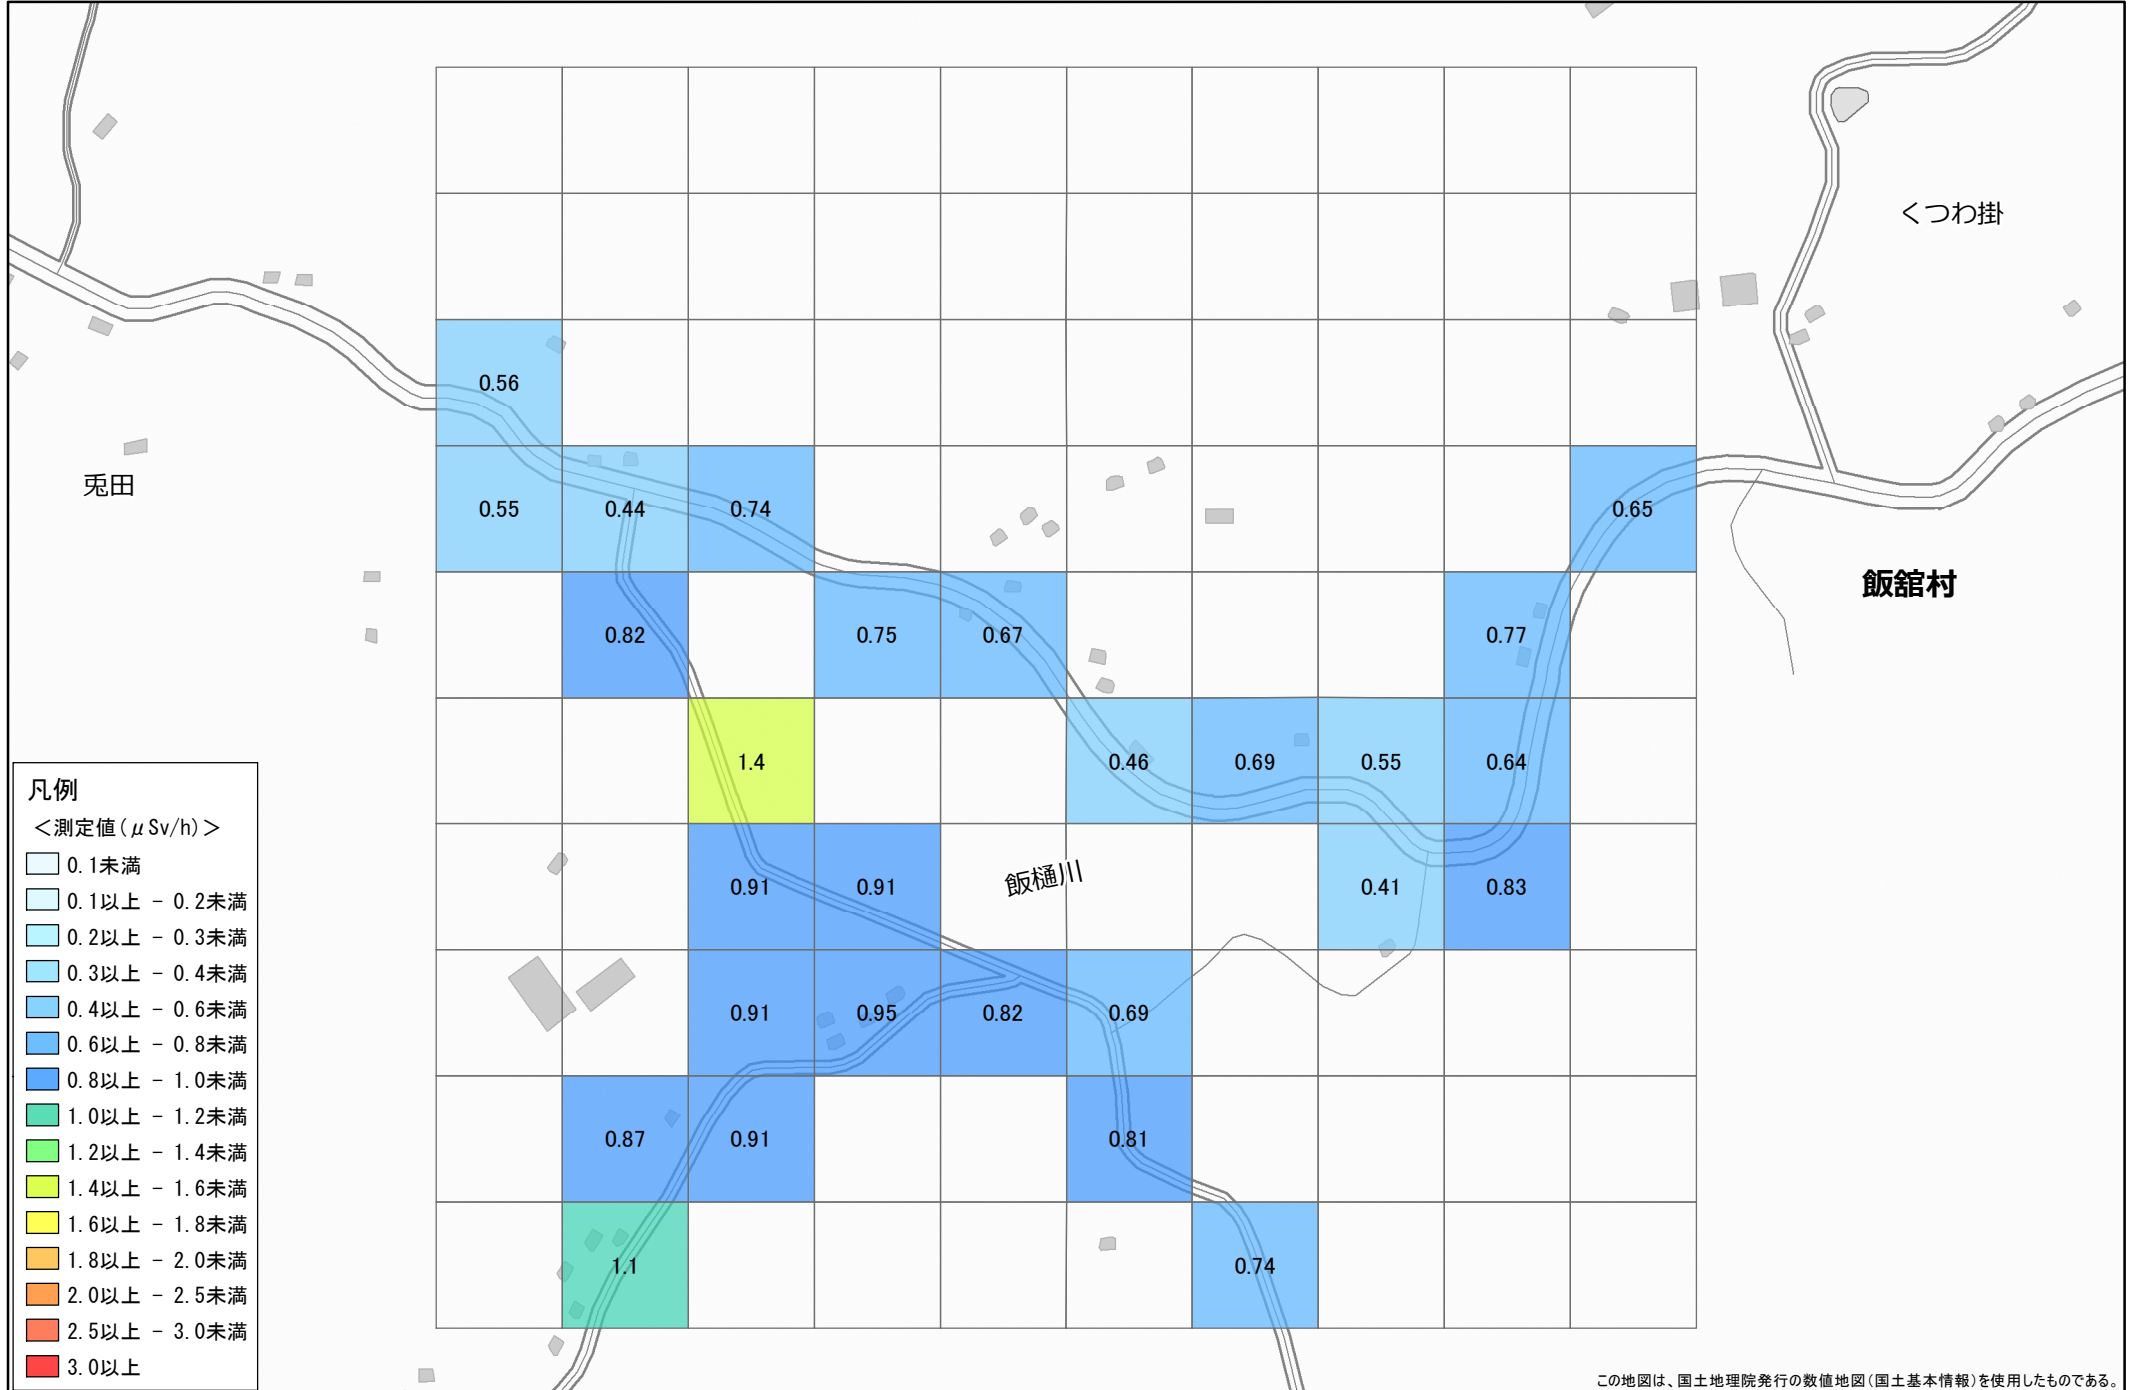 くつわ掛
0.56
兎田
0.55 0.44 0.74 0.65
飯舘村
0.82 0.75 0.67 0.77
1.4 0.46 0.69 0.55 0.64
0.91 0.91 飯樋川 0.41 0.83
0.91 0.95 0.82 0.69
0.87 0.91 0.81
1.1 0.74
凡例
＜測定値(μSv/h)＞
0.1未満
0.1以上 － 0.2未満
0.2以上 － 0.3未満
0.3以上 － 0.4未満
0.4以上 － 0.6未満
0.6以上 － 0.8未満
0.8以上 － 1.0未満
1.0以上 － 1.2未満
1.2以上 － 1.4未満
1.4以上 － 1.6未満
1.6以上 － 1.8未満
1.8以上 － 2.0未満
2.0以上 － 2.5未満
2.5以上 － 3.0未満
3.0以上
この地図は、国土地理院発行の数値地図(国土基本情報)を使用したものである。